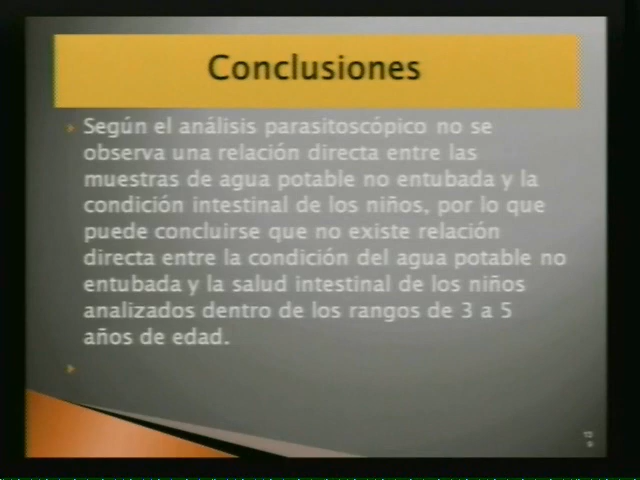 Conclusiones
Según el análisis parasitoscópico no se
observa una relación directa entre las
muestras de agua potable no entubada y la
condición intestinal de los niños, por lo que
puede concluirse que no existe relación
directa entre la condición del agua potable no
entubada y la salud intestinal de los niños
analizados dentro de los rangos de 3 a 5
años de edad.